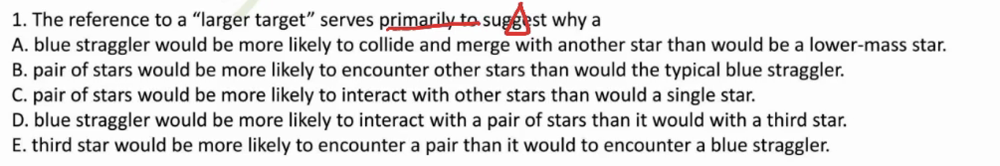 1. The reference to a “larger target” serves primarily to suggest why a
A. blue straggler would be more likely to collide and merge with another star than would be a lower-mass star.
B. pair of stars would be more likely to encounter other stars than would the typical blue straggler.
C. pair of stars would be more likely to interact with other stars than would a single star.
D. blue straggler would be more likely to interact with a pair of stars than it would with a third star.
E. third star would be more likely to encounter a pair than it would to encounter a blue straggler.